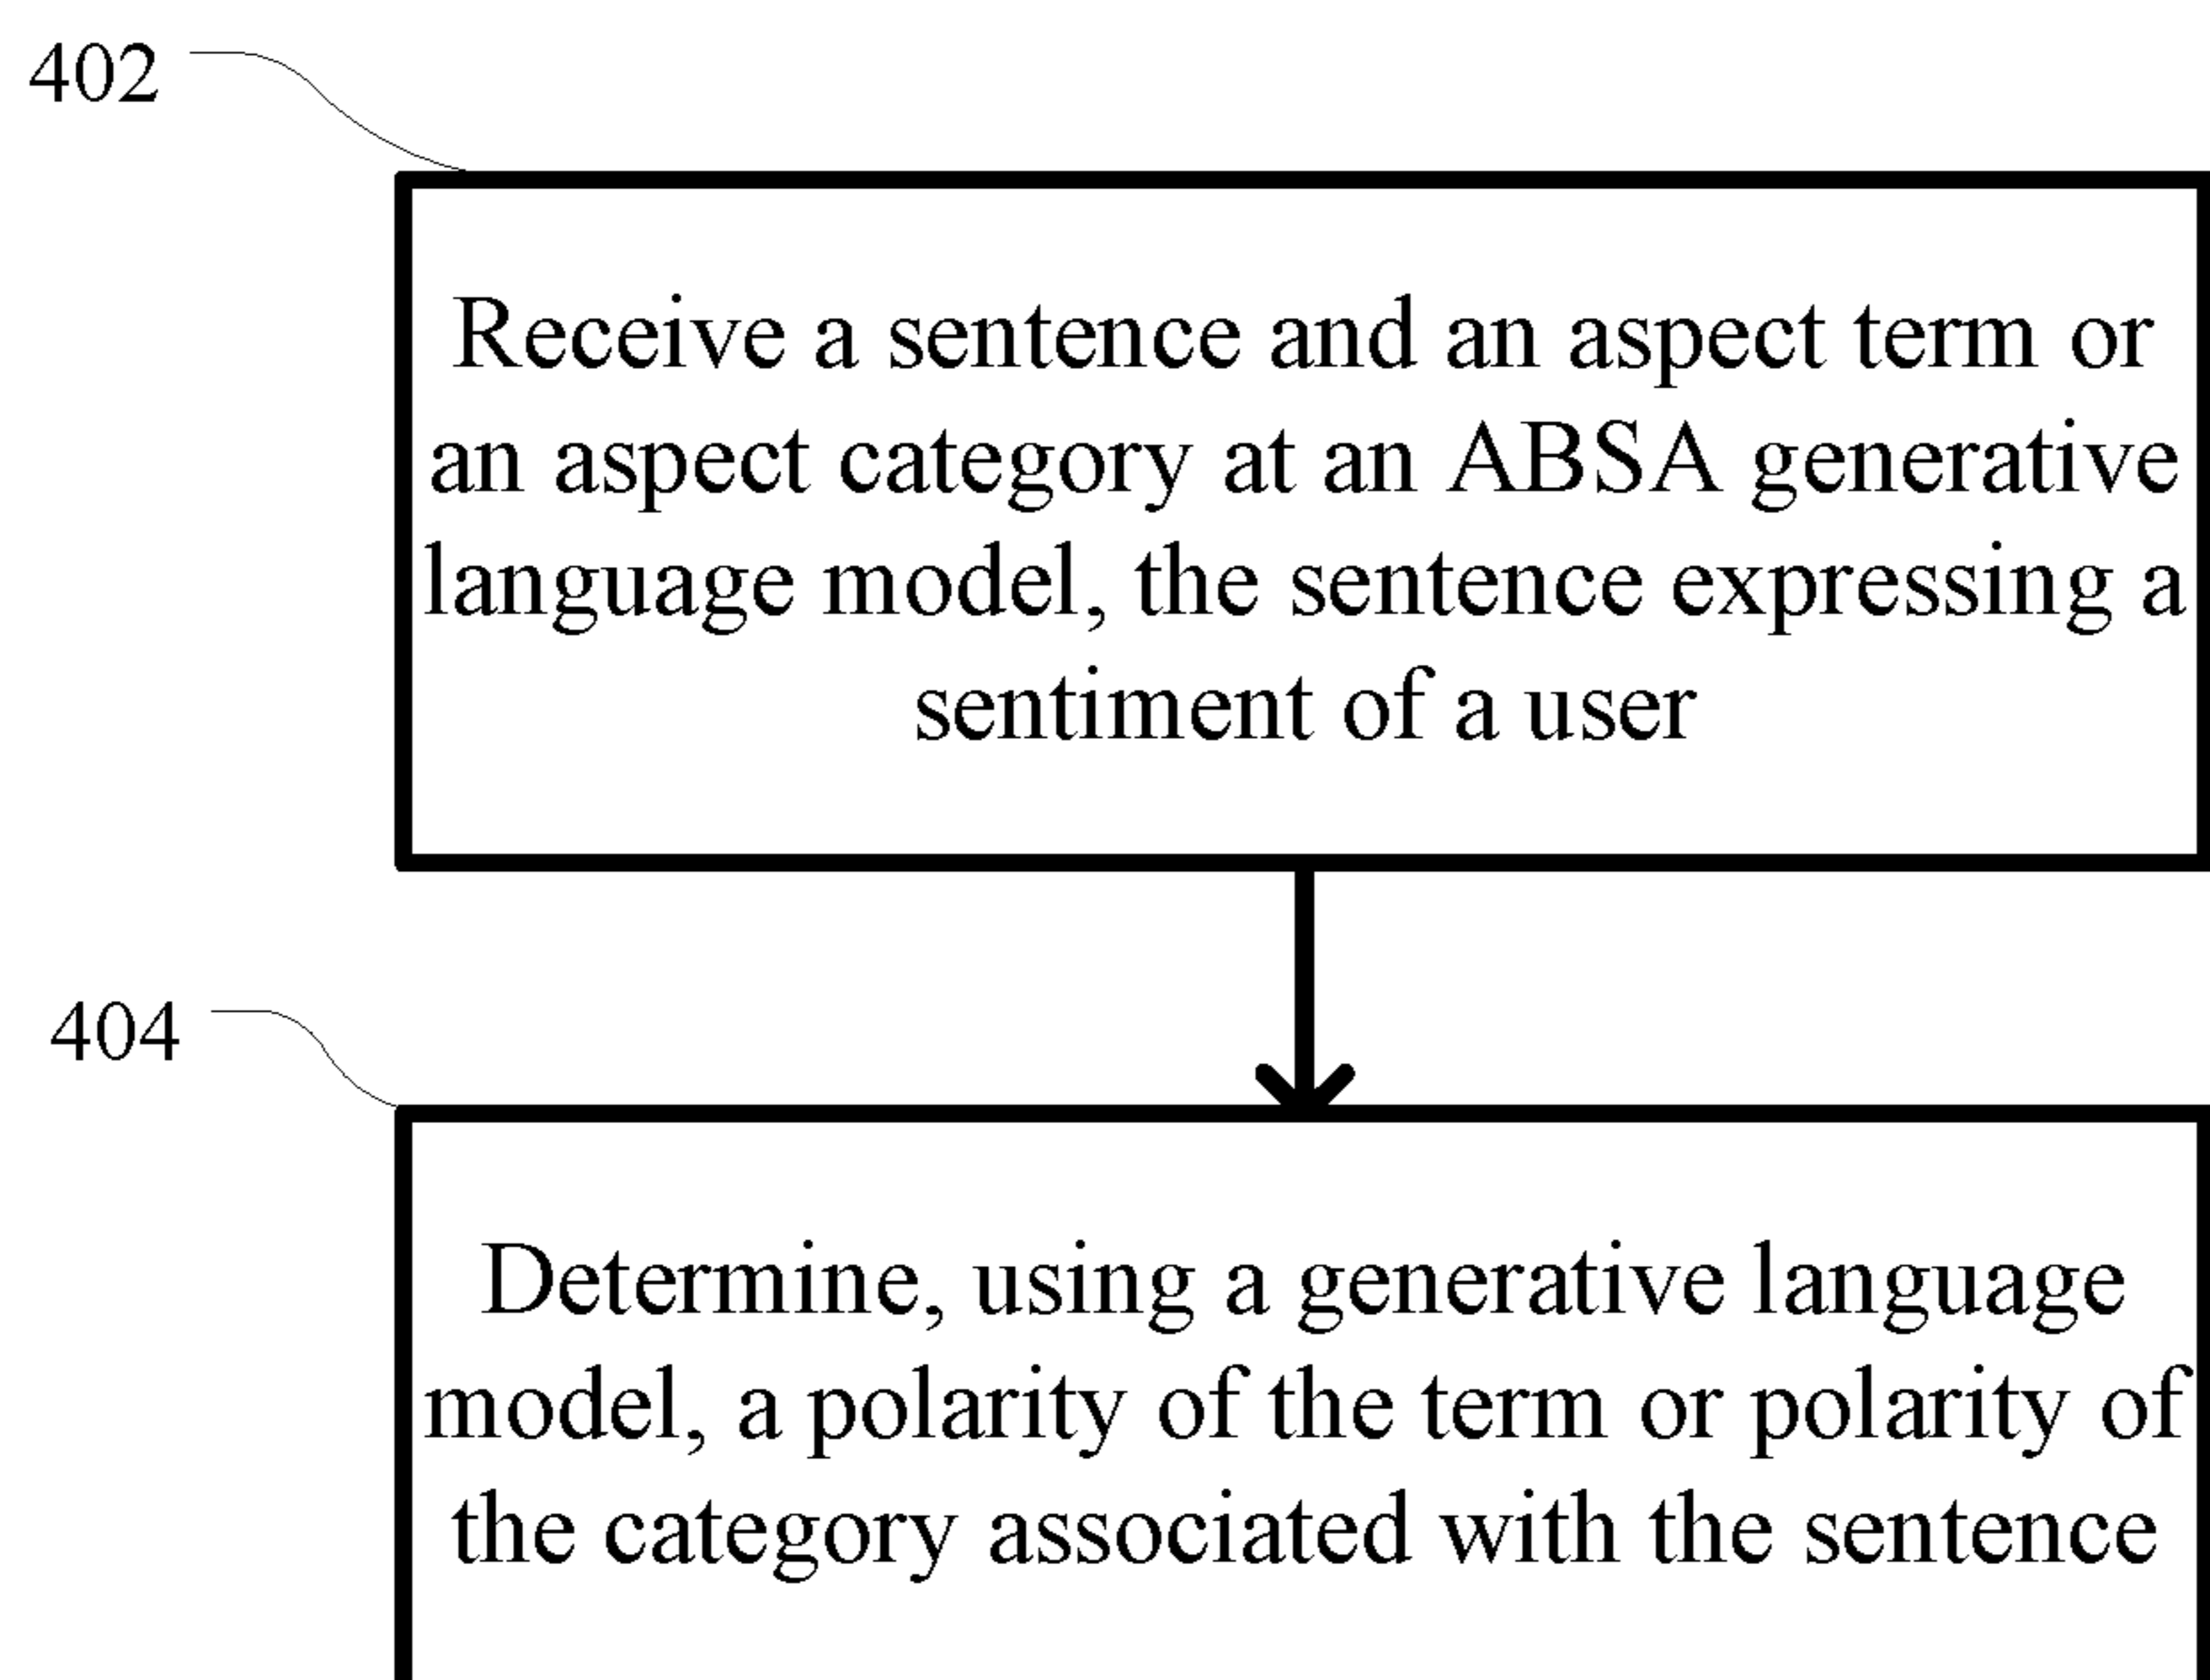 402
Receive a sentence and an aspect term or
an aspect category at an ABSA generative
language model, the sentence expressing a
sentiment of a user
404
Determine, using a generative language
model, a polarity of the term or polarity of
the category associated with the sentence